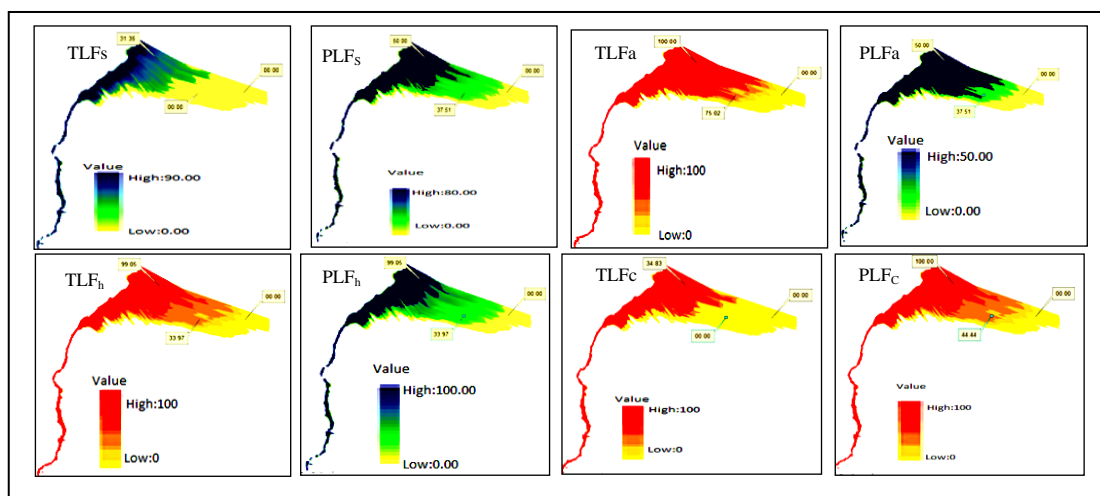 TLFs
31.36
00.00
00.00
Value
High:90.00
Low:0.00
PLFs
50.00
00.00
37.51
Value
High:80.00
Low:0.00
TLFa
100.00
00.00
75.02
Value
High:100
Low:0
PLFa
50.00
00.00
37.51
Value
High:50.00
Low:0.00
TLFh
99.05
00.00
33.97
Value
High:100
Low:0
PLFh
99.05
00.00
33.97
Value
High:100.00
Low:0.00
TLFc
34.83
00.00
00.00
Value
High:100
Low:0
PLFC
100.00
00.00
44.44
Value
High:100
Low:0